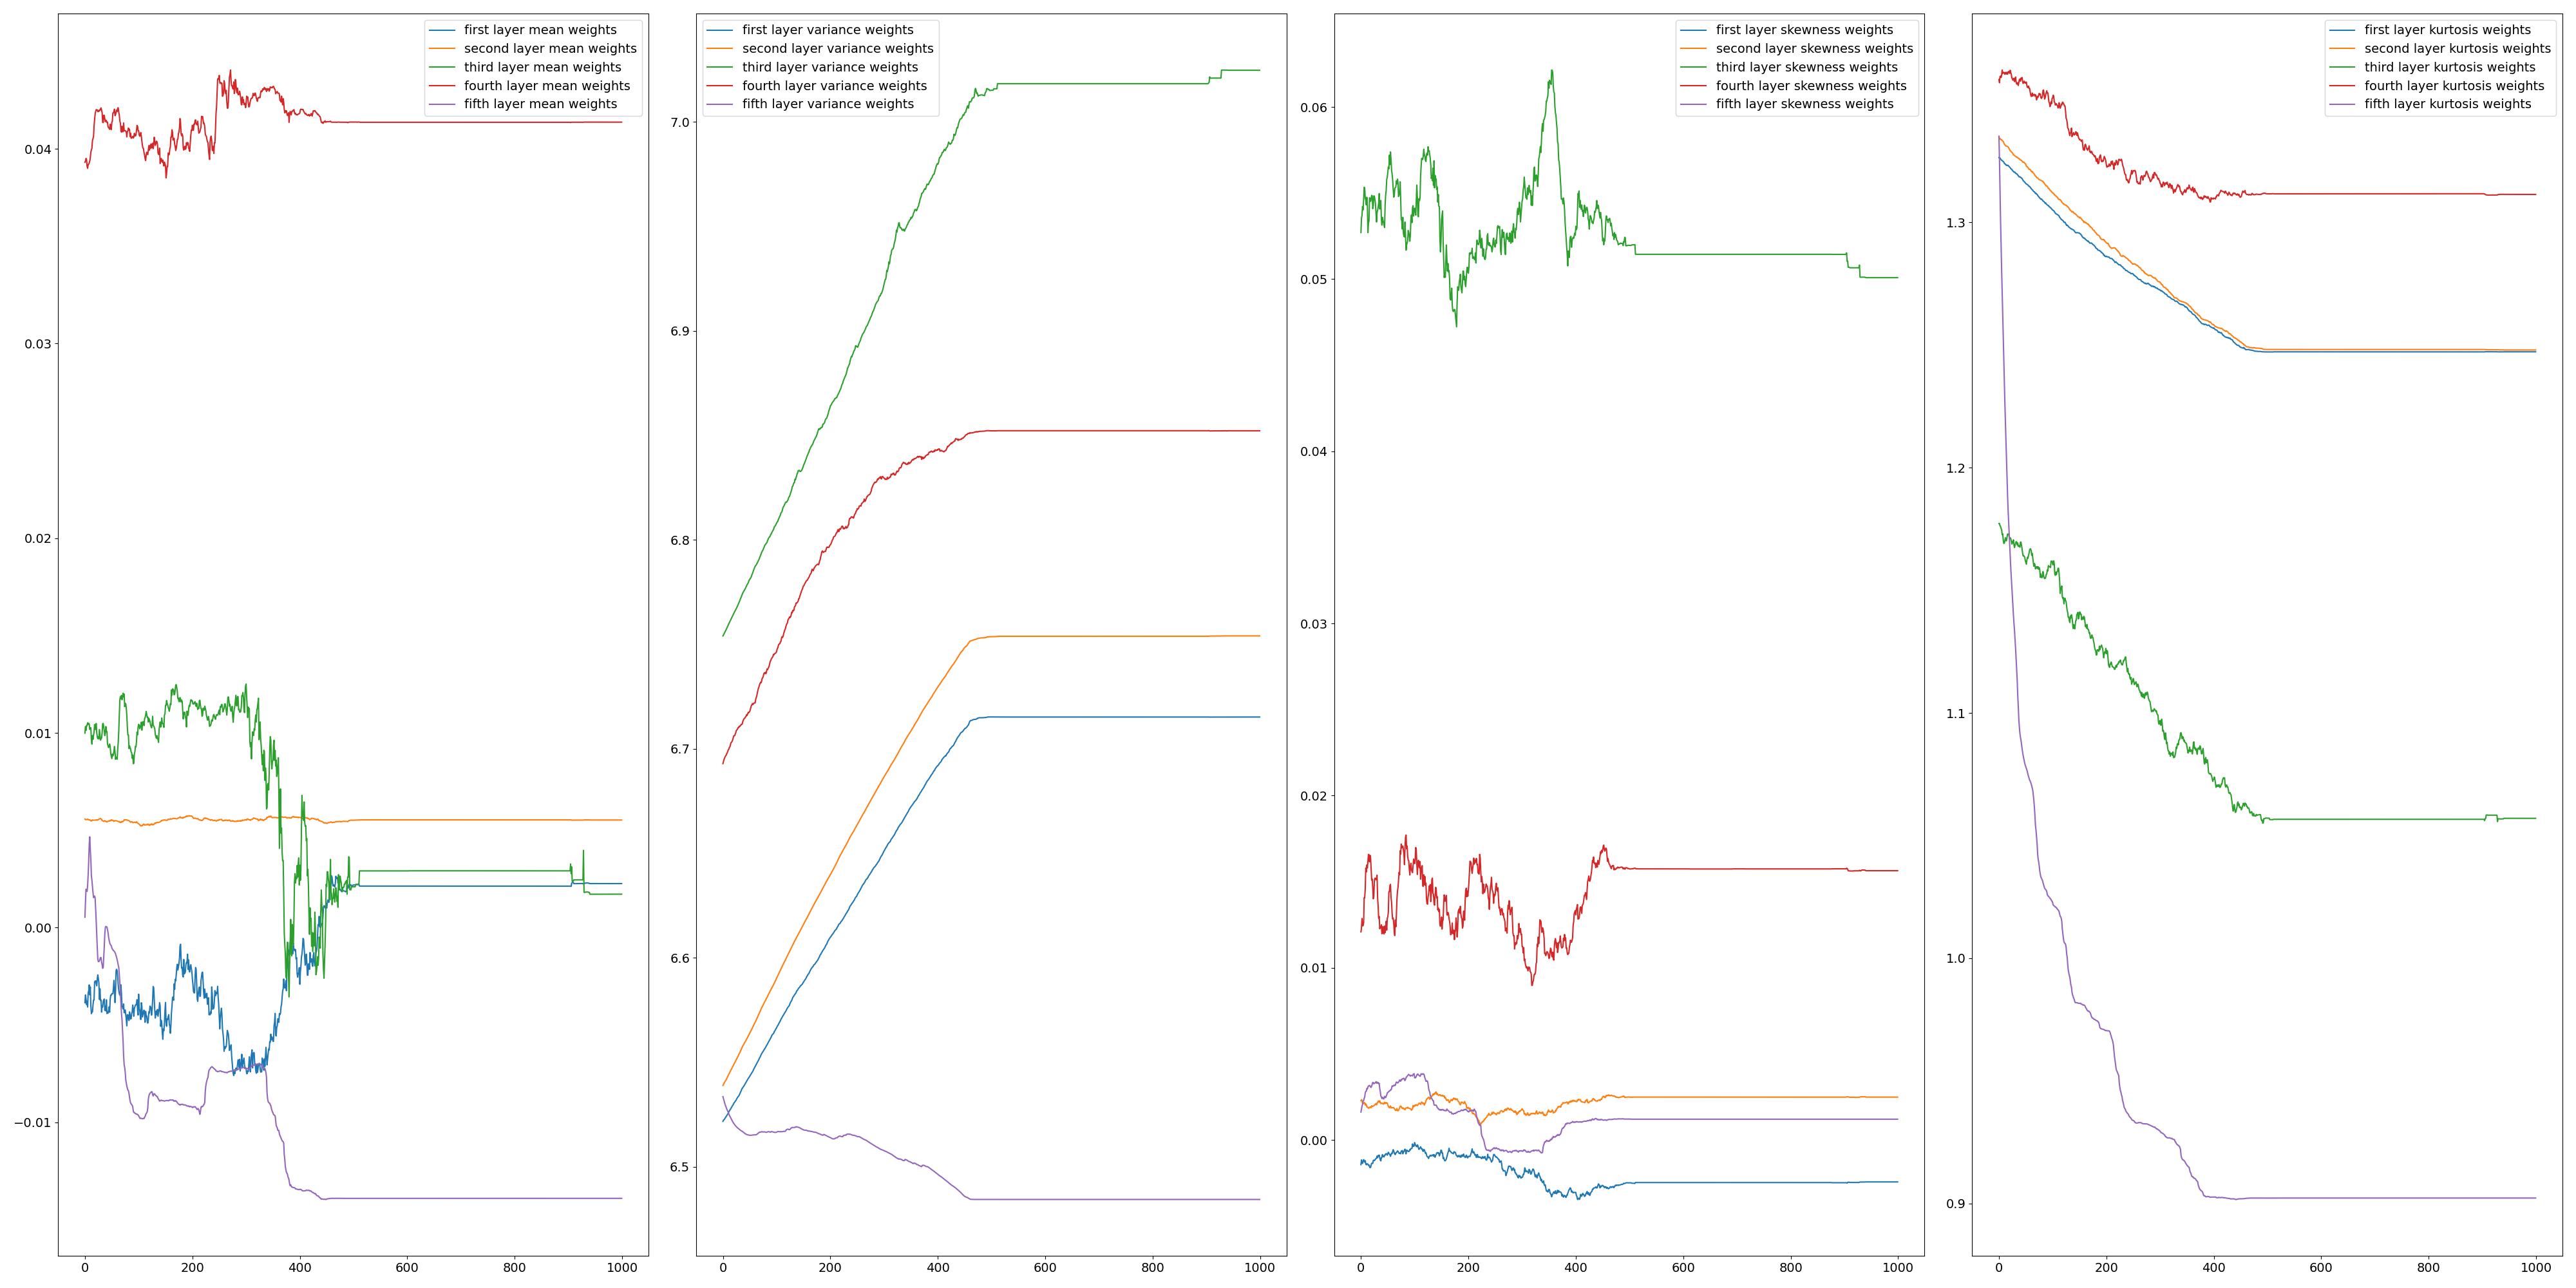 first layer mean weights
second layer mean weights
third layer mean weights
fourth layer mean weights
fifth layer mean weights
0.04
0.03
0.02
0.01
0.00
−0.01
0 200 400 600 800 1000
first layer variance weights
second layer variance weights
third layer variance weights
fourth layer variance weights
fifth layer variance weights
7.0
6.9
6.8
6.7
6.6
6.5
0 200 400 600 800 1000
first layer skewness weights
second layer skewness weights
third layer skewness weights
fourth layer skewness weights
fifth layer skewness weights
0.06
0.05
0.04
0.03
0.02
0.01
0.00
0 200 400 600 800 1000
first layer kurtosis weights
second layer kurtosis weights
third layer kurtosis weights
fourth layer kurtosis weights
fifth layer kurtosis weights
1.3
1.2
1.1
1.0
0.9
0 200 400 600 800 1000